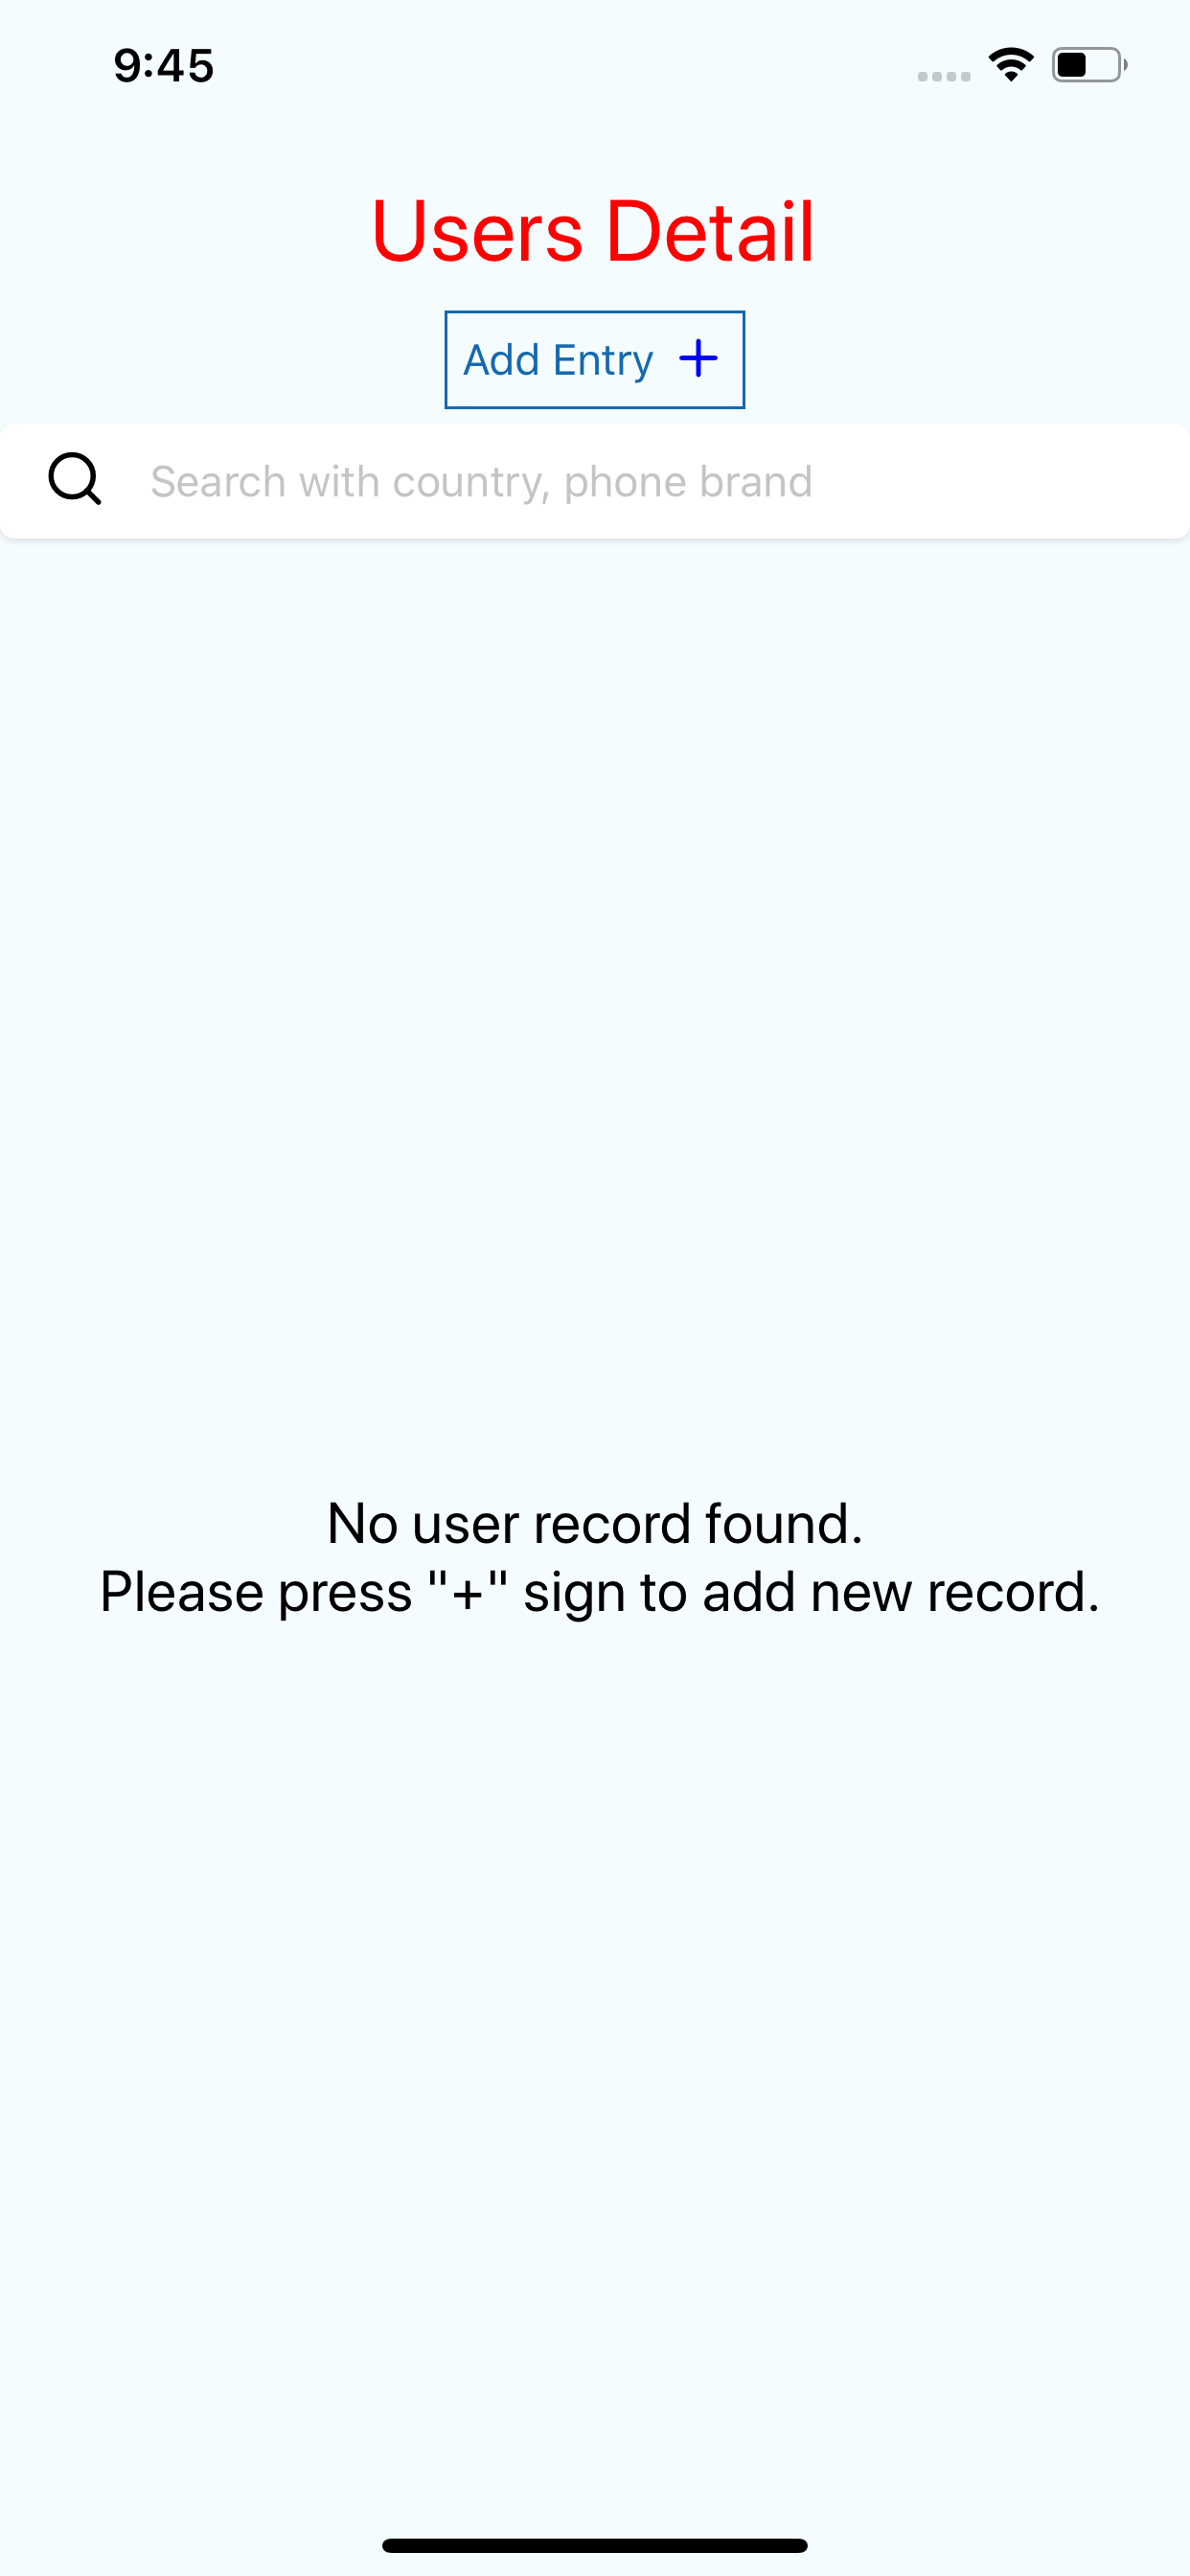 9:45
Users Detail
Add Entry +
Search with country, phone brand
No user record found.
Please press "+" sign to add new record.